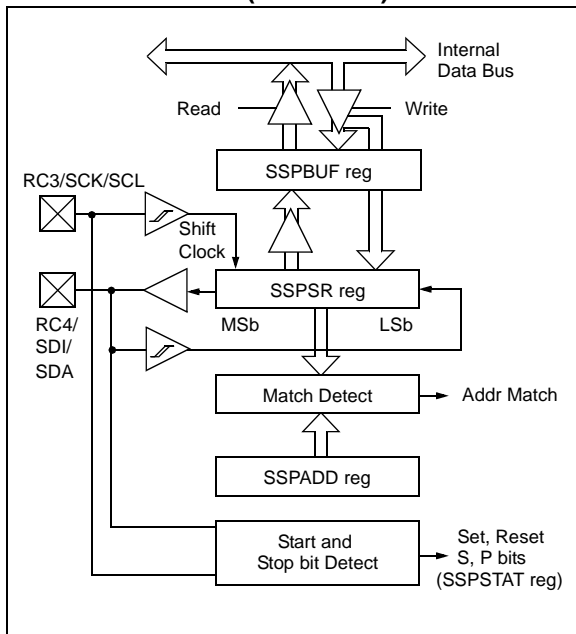 Internal
Data Bus
Read
Write
SSPBUF reg
RC3/SCK/SCL
Shift
Clock
SSPSR reg
MSb
LSb
RC4/
SDI/
SDA
Match Detect
Addr Match
SSPADD reg
Start and
Stop bit Detect
Set, Reset
S, P bits
(SSPSTAT reg)